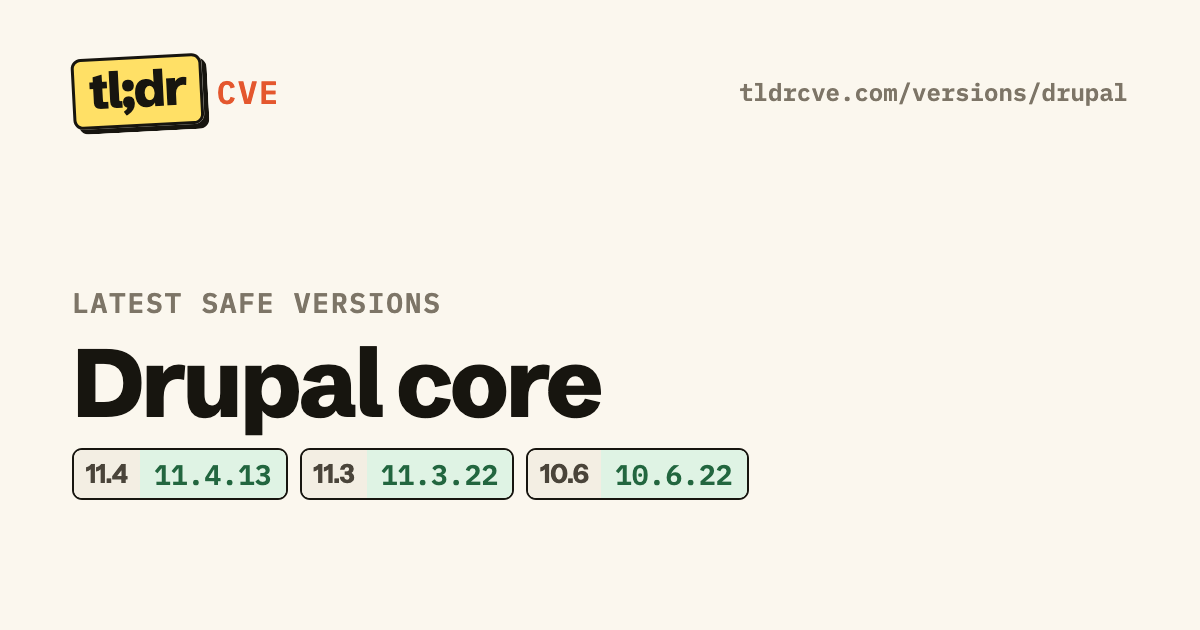 tl;dr CVE
tldrcve.com/versions/drupal
LATEST SAFE VERSIONS
Drupal core
11.4 11.4.13 11.3 11.3.22 10.6 10.6.22